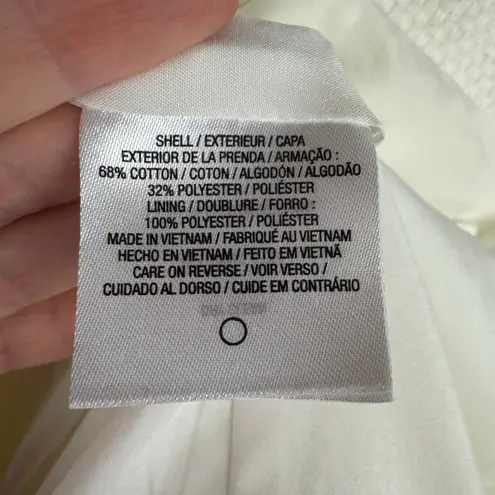 SHELL / EXTERIEUR / CAPA
EXTERIOR DE LA PRENDA / ARMAÇÃO :
68% COTTON / COTON / ALGODÓN / ALGODÃO
32% POLYESTER / POLIÉSTER
LINING / DOUBLURE / FORRO :
100% POLYESTER / POLIÉSTER
MADE IN VIETNAM / FABRIQUÉ AU VIETNAM
HECHO EN VIETNAM / FEITO EM VIETNÃ
CARE ON REVERSE / VOIR VERSO /
CUIDADO AL DORSO / CUIDE EM CONTRÁRIO